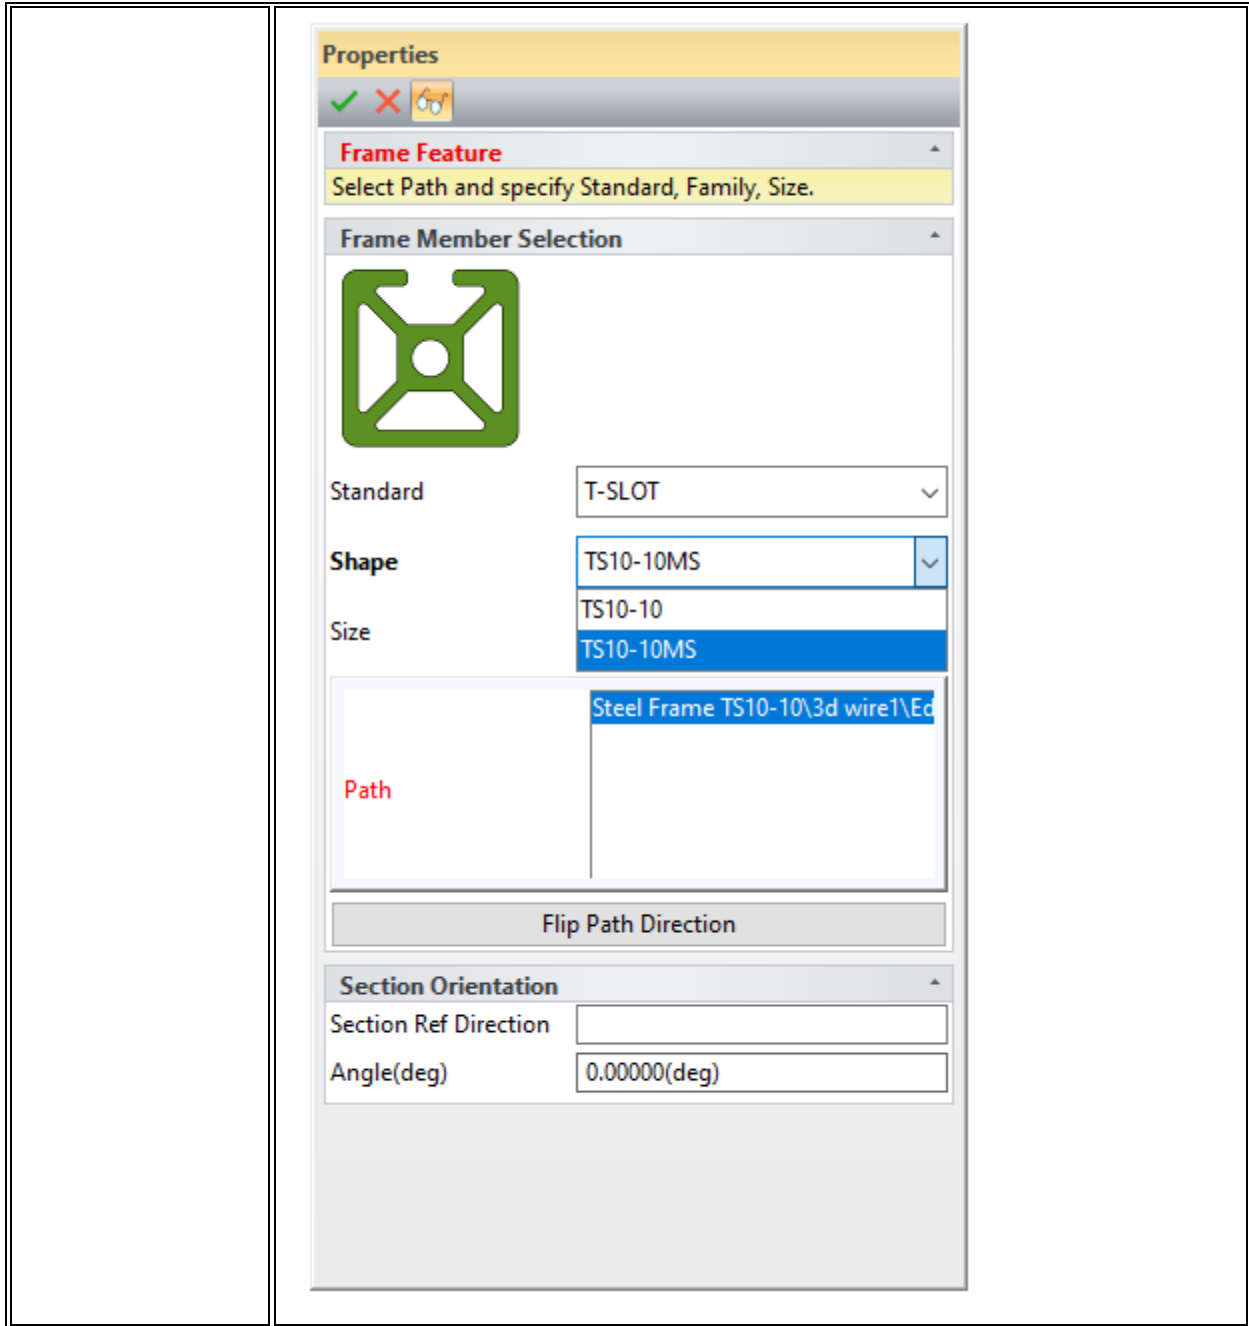 Properties
Frame Feature
Select Path and specify Standard, Family, Size.
Frame Member Selection
Standard T-SLOT
Shape TS10-10MS
TS10-10
Size
TS10-10MS
Steel Frame TS10-10\3d wire1\Ed
Path
Flip Path Direction
Section Orientation
Section Ref Direction
Angle(deg) 0.00000(deg)